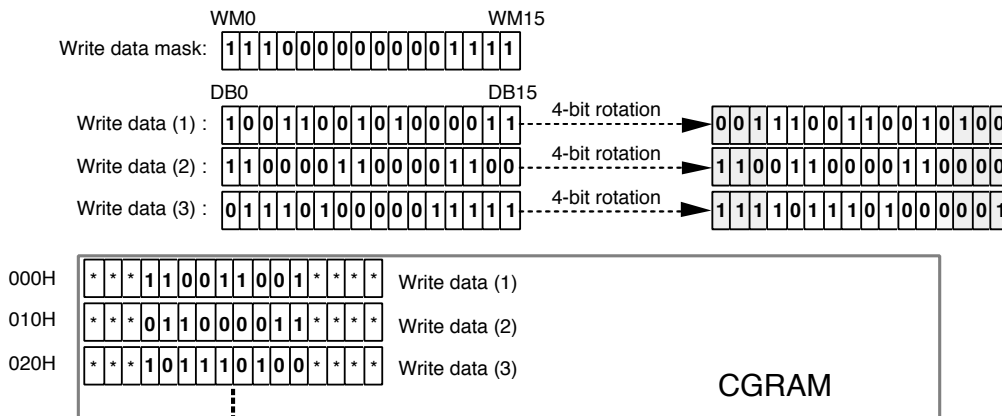 WM0 WM15
Write data mask: 1 1 1 0 0 0 0 0 0 0 0 0 1 1 1 1
DB0 DB15
Write data (1) : 1 0 0 1 1 0 0 1 0 1 0 0 0 0 1 1 4-bit rotation 0 0 1 1 1 0 0 1 1 0 0 1 0 1 0 0
Write data (2) : 1 1 0 0 0 0 1 1 0 0 0 0 1 1 0 0 4-bit rotation 1 1 0 0 1 1 0 0 0 0 1 1 0 0 0 0
Write data (3) : 0 1 1 1 0 1 0 0 0 0 0 1 1 1 1 1 4-bit rotation 1 1 1 1 0 1 1 1 0 1 0 0 0 0 0 1
000H * * * 1 1 0 0 1 1 0 0 1 * * * * Write data (1)
010H * * * 0 1 1 0 0 0 0 1 1 * * * * Write data (2)
020H * * * 1 0 1 1 1 0 1 0 0 * * * * Write data (3)
CGRAM